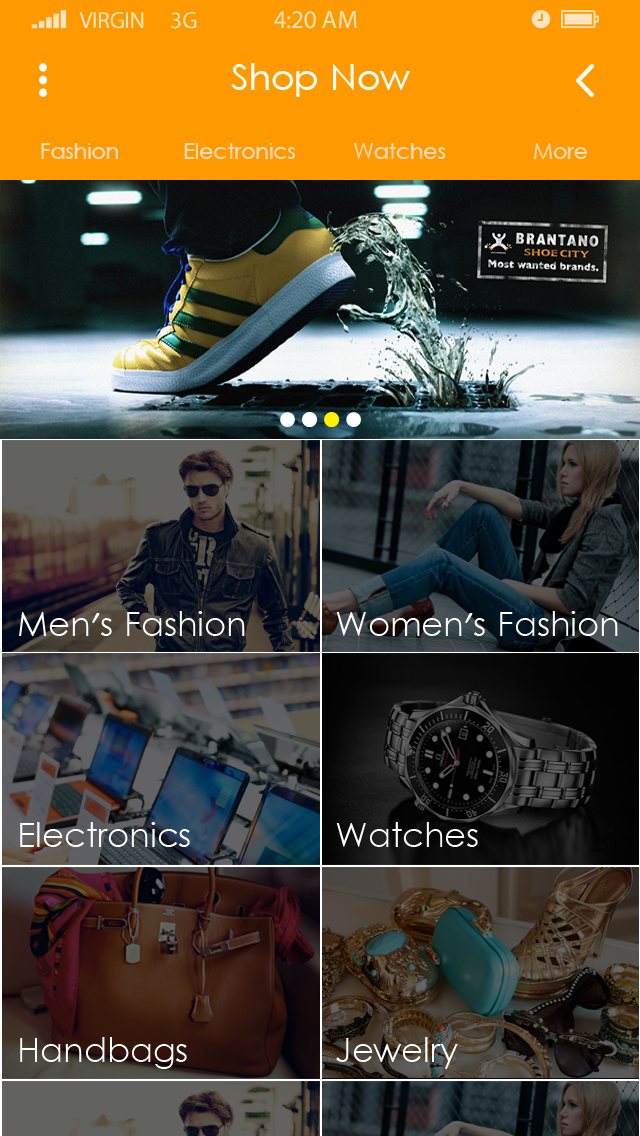 VIRGIN 3G 4:20 AM
Shop Now
Fashion Electronics Watches More
BRANTANO
SHOE CITY
Most wanted brands.
Men's Fashion
Women's Fashion
Electronics
Watches
Handbags
Jewelry